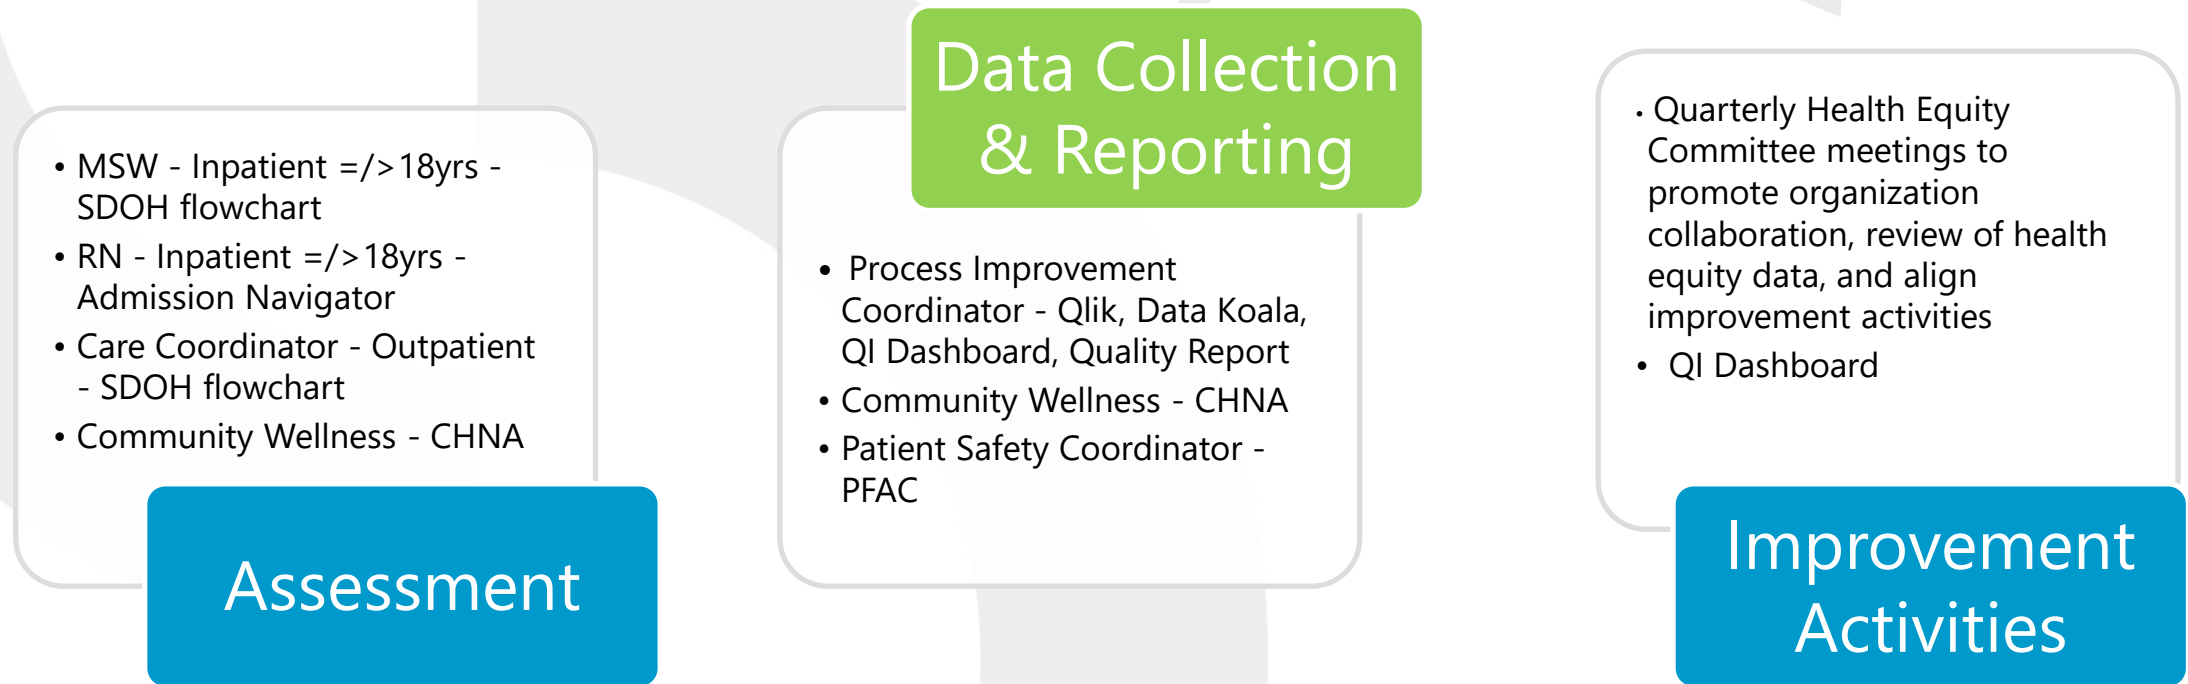 • MSW - Inpatient =/>18yrs -
SDOH flowchart
• RN - Inpatient =/>18yrs -
Admission Navigator
• Care Coordinator - Outpatient
- SDOH flowchart
• Community Wellness - CHNA
Assessment
Data Collection
& Reporting
• Process Improvement
Coordinator - Qlik, Data Koala,
QI Dashboard, Quality Report
• Community Wellness - CHNA
• Patient Safety Coordinator -
PFAC
• Quarterly Health Equity
Committee meetings to
promote organization
collaboration, review of health
equity data, and align
improvement activities
• QI Dashboard
Improvement
Activities